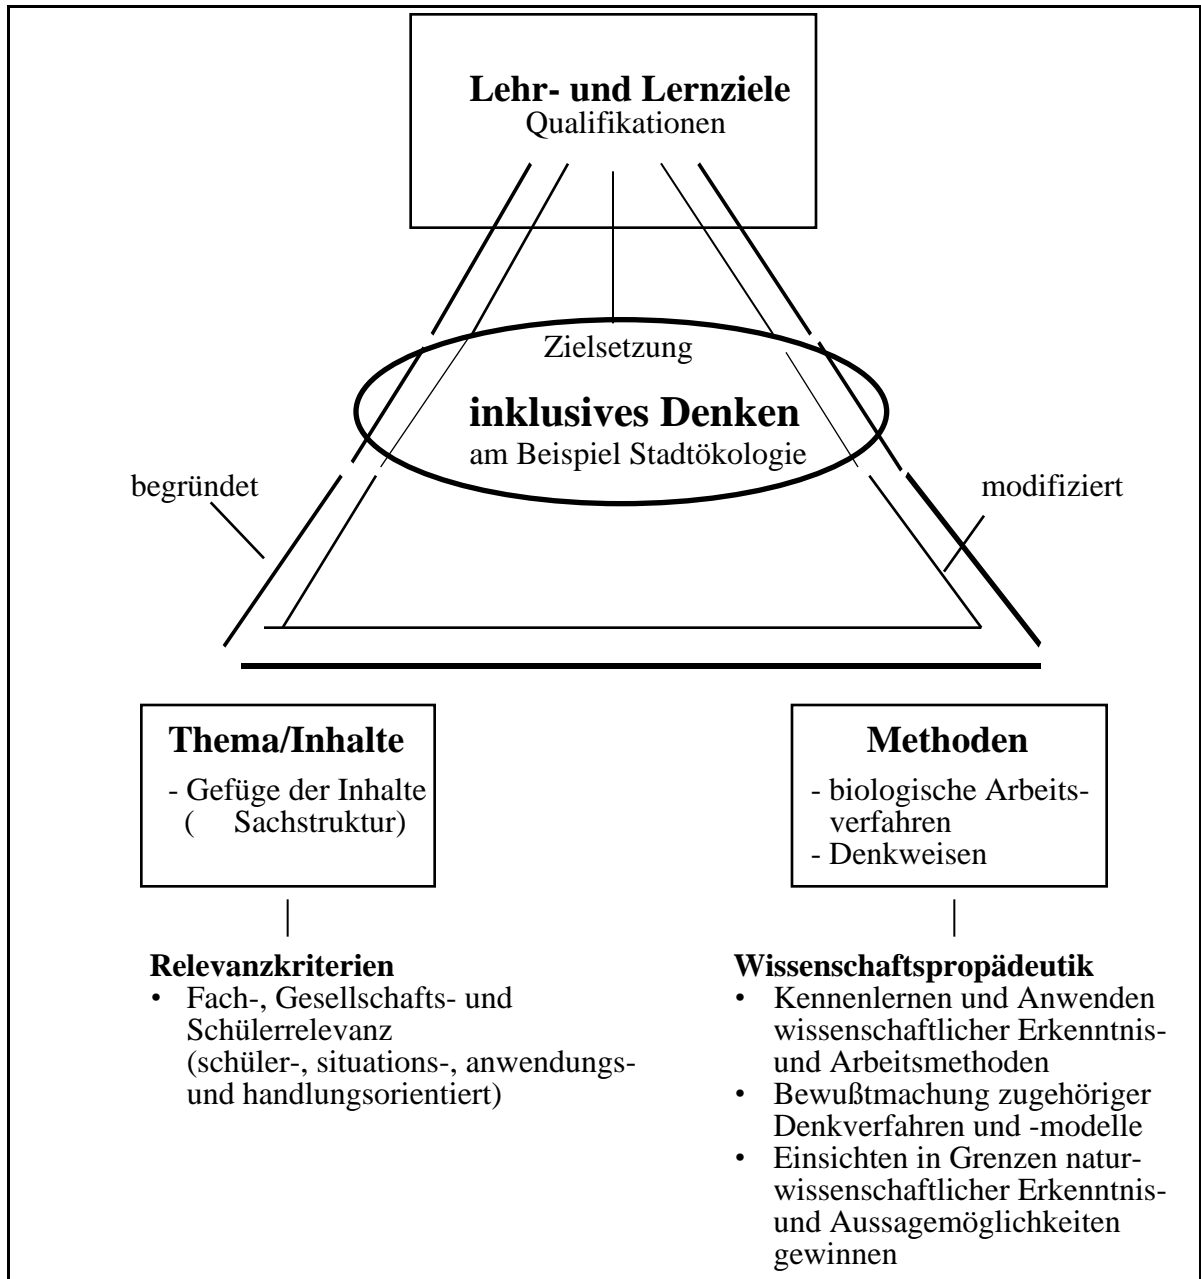 Lehr- und Lernziele
Qualifikationen
Zielsetzung
inklusives Denken
am Beispiel Stadtökologie
begründet
modifiziert
Thema/Inhalte
- Gefüge der Inhalte
( Sachstruktur)
Methoden
- biologische Arbeits-
verfahren
- Denkweisen
Relevanzkriterien
• Fach-, Gesellschafts- und
Schülerrelevanz
(schüler-, situations-, anwendungs-
und handlungsorientiert)
Wissenschaftspropädeutik
• Kennenlernen und Anwenden
wissenschaftlicher Erkenntnis-
und Arbeitsmethoden
• Bewußtmachung zugehöriger
Denkverfahren und -modelle
• Einsichten in Grenzen natur-
wissenschaftlicher Erkenntnis-
und Aussagemöglichkeiten
gewinnen